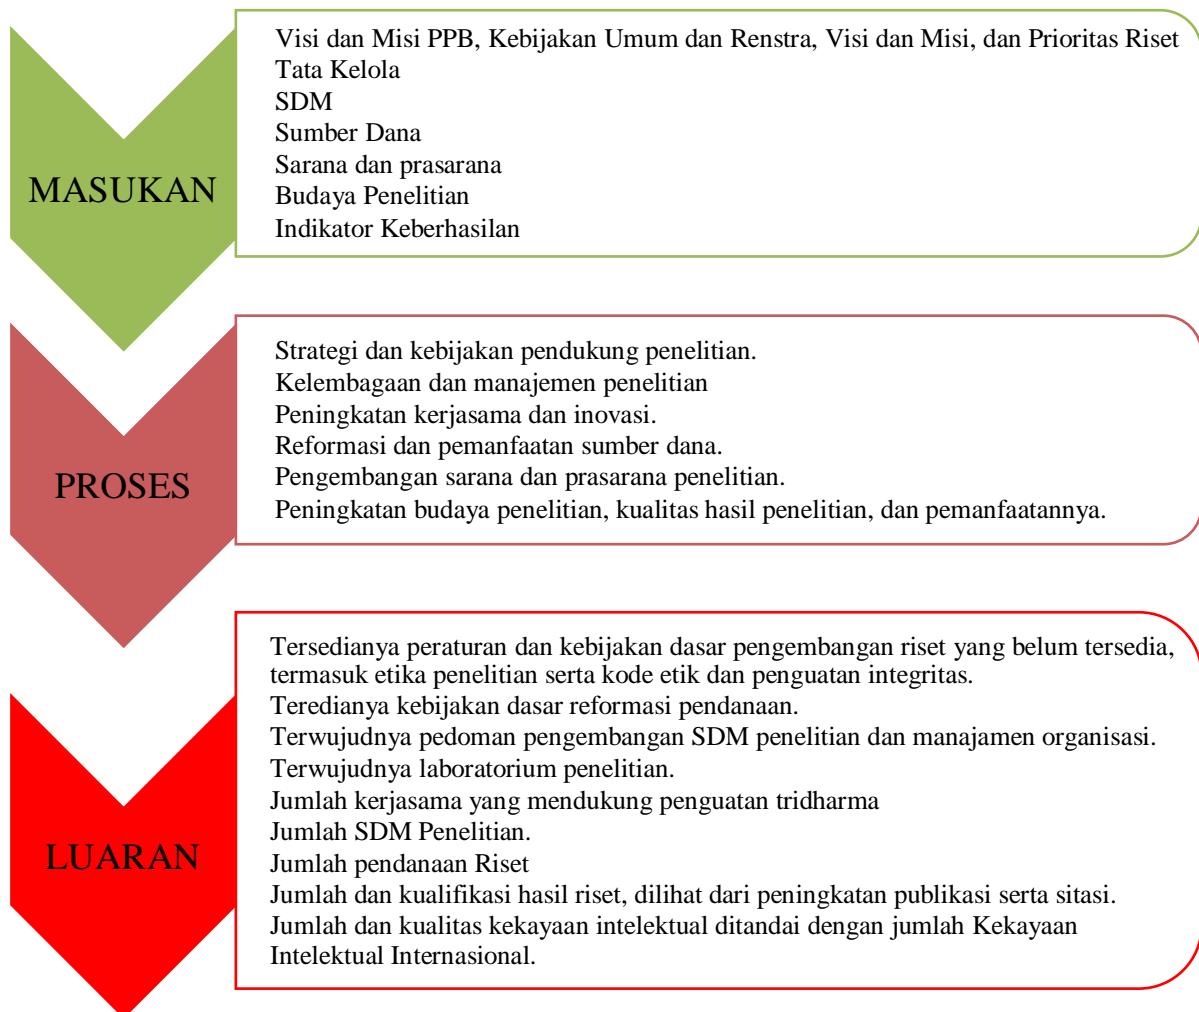 MASUKAN
Visi dan Misi PPB, Kebijakan Umum dan Renstra, Visi dan Misi, dan Prioritas Riset
Tata Kelola
SDM
Sumber Dana
Sarana dan prasarana
Budaya Penelitian
Indikator Keberhasilan
PROSES
Strategi dan kebijakan pendukung penelitian.
Kelembagaan dan manajemen penelitian
Peningkatan kerjasama dan inovasi.
Reformasi dan pemanfaatan sumber dana.
Pengembangan sarana dan prasarana penelitian.
Peningkatan budaya penelitian, kualitas hasil penelitian, dan pemanfaatannya.
LUARAN
Tersedianya peraturan dan kebijakan dasar pengembangan riset yang belum tersedia,
termasuk etika penelitian serta kode etik dan penguatan integritas.
Teredianya kebijakan dasar reformasi pendanaan.
Terwujudnya pedoman pengembangan SDM penelitian dan manajamen organisasi.
Terwujudnya laboratorium penelitian.
Jumlah kerjasama yang mendukung penguatan tridharma
Jumlah SDM Penelitian.
Jumlah pendanaan Riset
Jumlah dan kualifikasi hasil riset, dilihat dari peningkatan publikasi serta sitasi.
Jumlah dan kualitas kekayaan intelektual ditandai dengan jumlah Kekayaan
Intelektual Internasional.